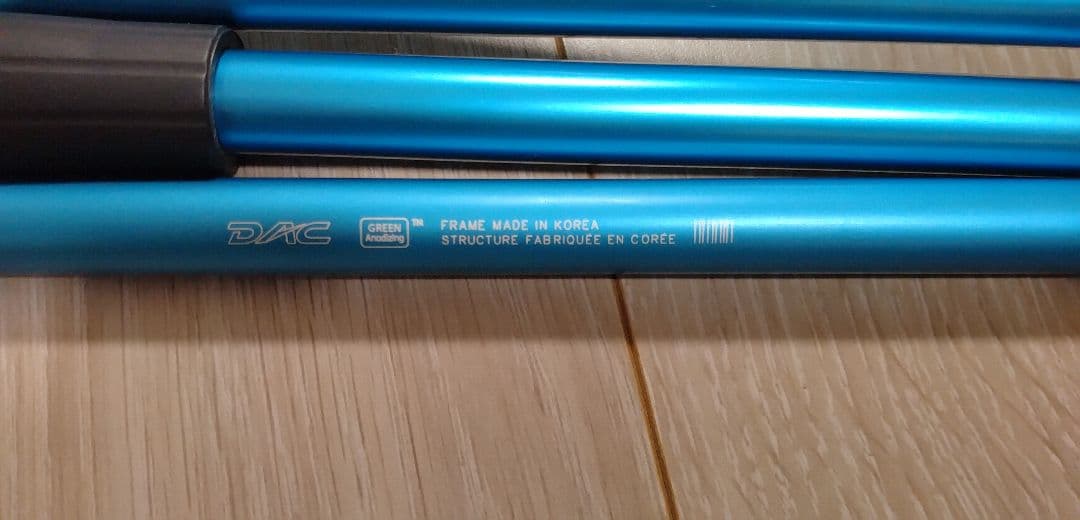 DAC
GREEN
Anodizing
™
FRAME MADE IN KOREA
STRUCTURE FABRIQUÉE EN CORÉE